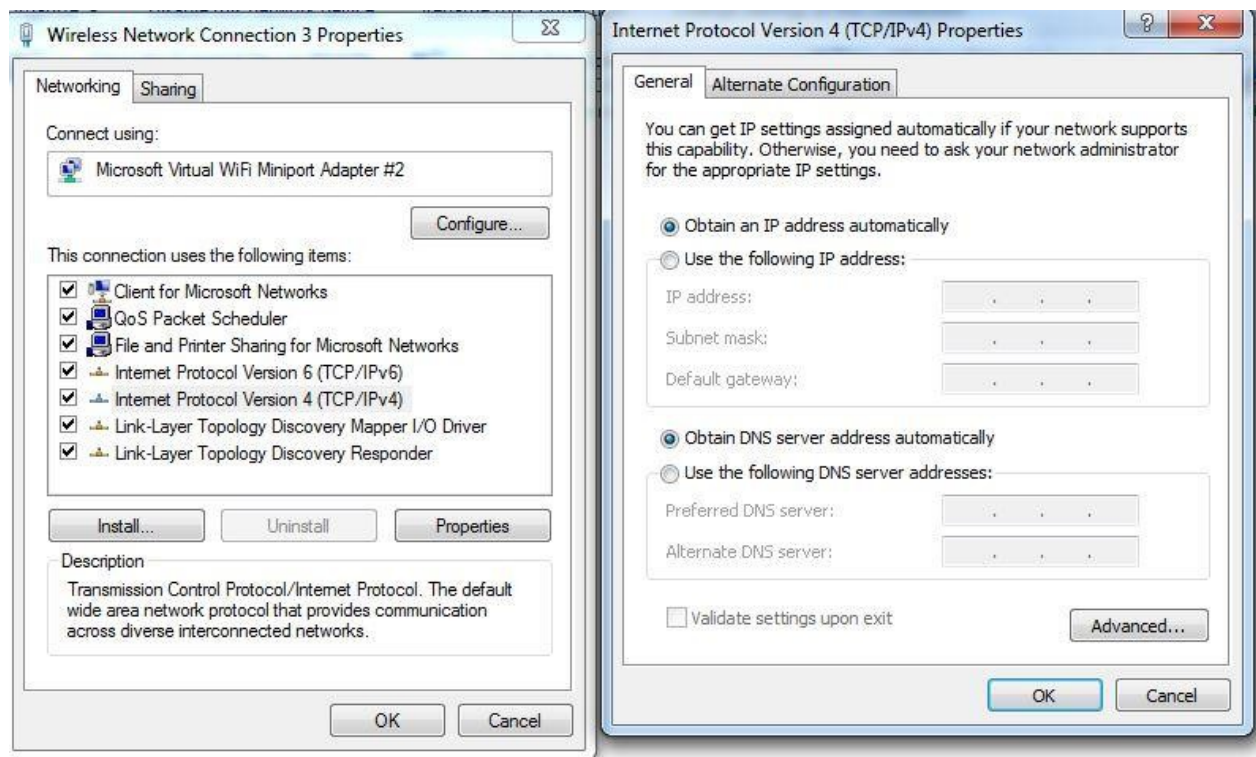 Wireless Network Connection 3 Properties
Networking
Sharing
Connect using:
Microsoft Virtual WiFi Miniport Adapter #2
Configure...
This connection uses the following items:
Client for Microsoft Networks
QoS Packet Scheduler
File and Printer Sharing for Microsoft Networks
Internet Protocol Version 6 (TCP/IPv6)
Internet Protocol Version 4 (TCP/IPv4)
Link-Layer Topology Discovery Mapper I/O Driver
Link-Layer Topology Discovery Responder
Install...
Uninstall
Properties
Description
Transmission Control Protocol/Internet Protocol. The default
wide area network protocol that provides communication
across diverse interconnected networks.
OK
Cancel
Internet Protocol Version 4 (TCP/IPv4) Properties
General
Alternate Configuration
You can get IP settings assigned automatically if your network supports
this capability. Otherwise, you need to ask your network administrator
for the appropriate IP settings.
Obtain an IP address automatically
Use the following IP address:
IP address:
Subnet mask:
Default gateway:
Obtain DNS server address automatically
Use the following DNS server addresses:
Preferred DNS server:
Alternate DNS server:
Validate settings upon exit
Advanced...
OK
Cancel